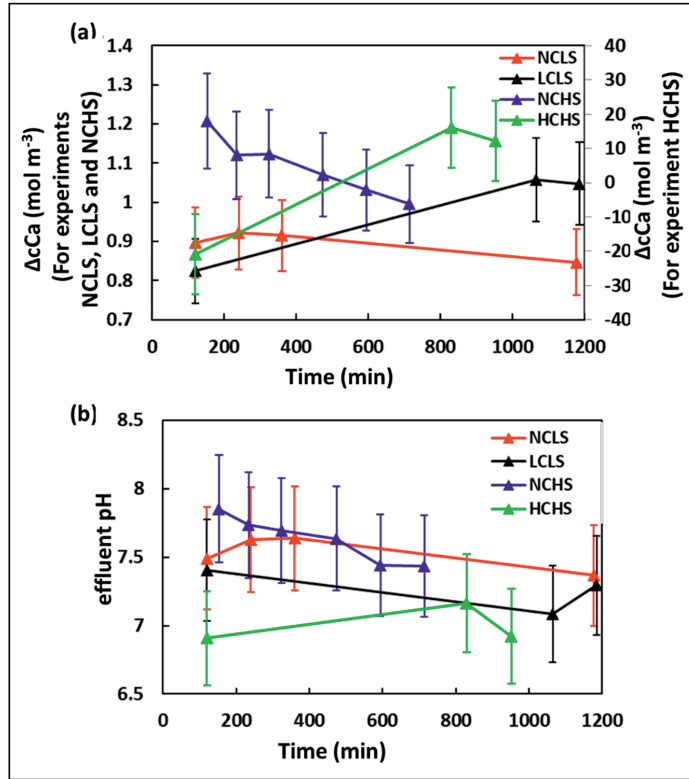 (a)
1.4
1.3
1.2
1.1
1
0.9
0.8
0.7
40
30
20
10
0
-10
-20
-30
-40
NCLS
LCLS
NCHS
HCHS
ΔcCa (mol m⁻³)
(For experiments
NCLS, LCLS and NCHS)
ΔcCa (mol m⁻³)
(For experiment HCHS)
0 200 400 600 800 1000 1200
Time (min)
(b)
8.5
8
7.5
7
6.5
NCLS
LCLS
NCHS
HCHS
effluent pH
0 200 400 600 800 1000 1200
Time (min)